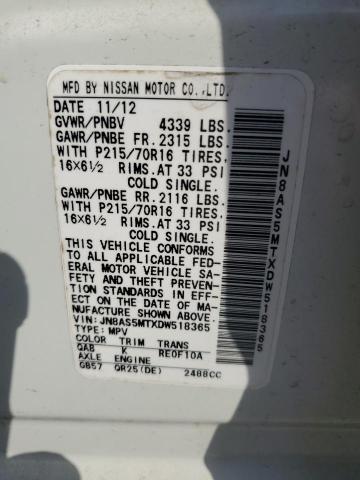 MFD BY NISSAN MOTOR CO.,LTD.
DATE 11/12
GVWR/PNBV 4339 LBS.
GAWR/PNBE FR. 2315 LBS.
WITH P215/70R16 TIRES,
16X6½ RIMS.AT 33 PSI
COLD SINGLE.
GAWR/PNBE RR. 2116 LBS.
WITH P215/70R16 TIRES,
16X6½ RIMS.AT 33 PSI
COLD SINGLE.
THIS VEHICLE CONFORMS
TO ALL APPLICABLE FED-
ERAL MOTOR VEHICLE SA-
FETY AND THEFT PREVENTION
STANDARDS IN EFF-
ECT ON THE DATE OF MA-
NUFACTURE SHOWN ABOVE.
VIN: JN8AS5MTXDW518365
TYPE: MPV
COLOR TRIM TRANS
QAB K RE0F10A
AXLE ENGINE
GB57 QR25(DE) 2488CC
JN8AS5MTXDW518365